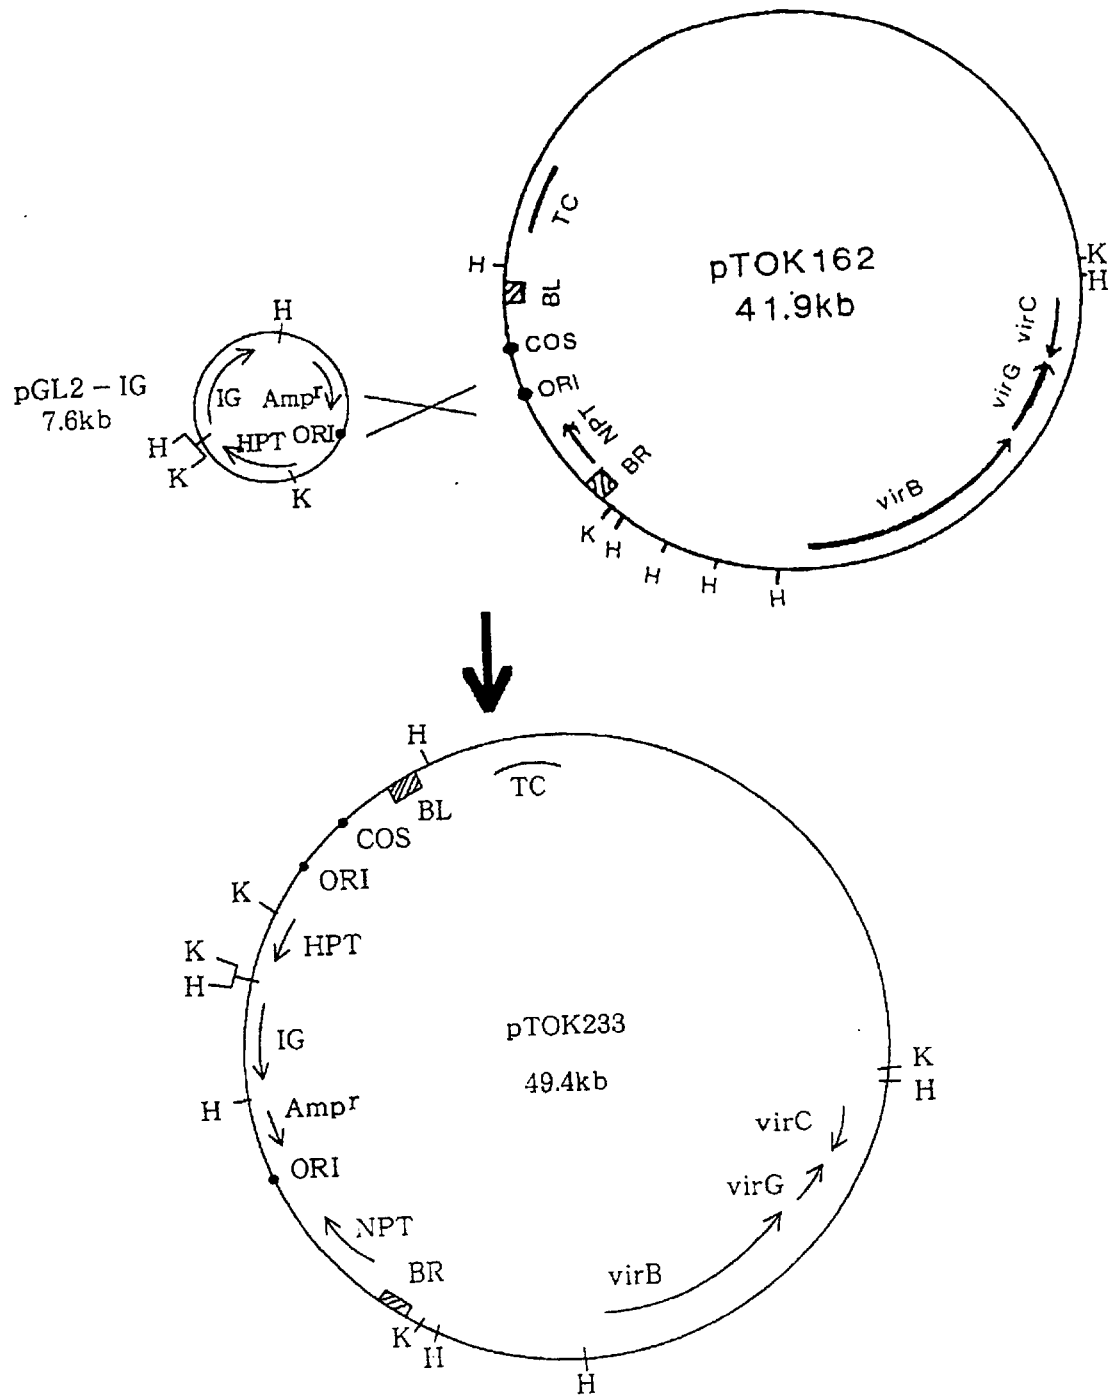 TC
H
BL
COS
ORI
NPT
BR
K
H
H
H
H
pTOK162
41.9kb
K
H
virC
virG
virB
pGL2-IG
7.6kb
H
IG
Ampr
HPT
ORI
H
K
K
H
TC
BL
COS
ORI
K
HPT
K
H
IG
H
Ampr
ORI
NPT
BR
K
H
H
pTOK233
49.4kb
K
H
virC
virG
virB